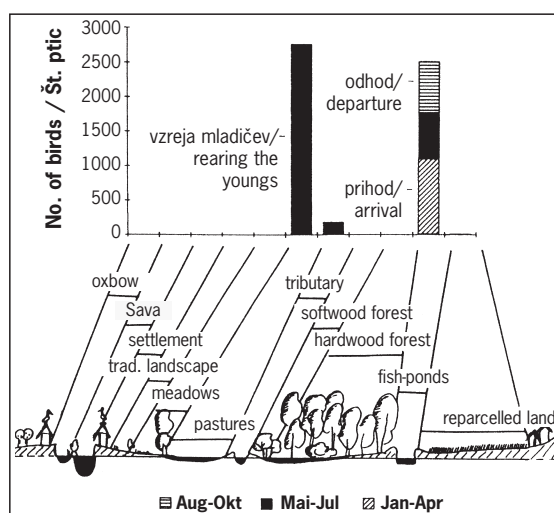 No. of birds / Št. ptic
3000
2500
2000
1500
1000
500
0
vzreja mladičev/
rearing the
youngs
odhod/
departure
prihod/
arrival
oxbow
Sava
settlement
trad. landscape
meadows
pastures
tributary
softwood forest
hardwood forest
fish-ponds
reparcelled land
Aug-Okt Mai-Jul Jan-Apr